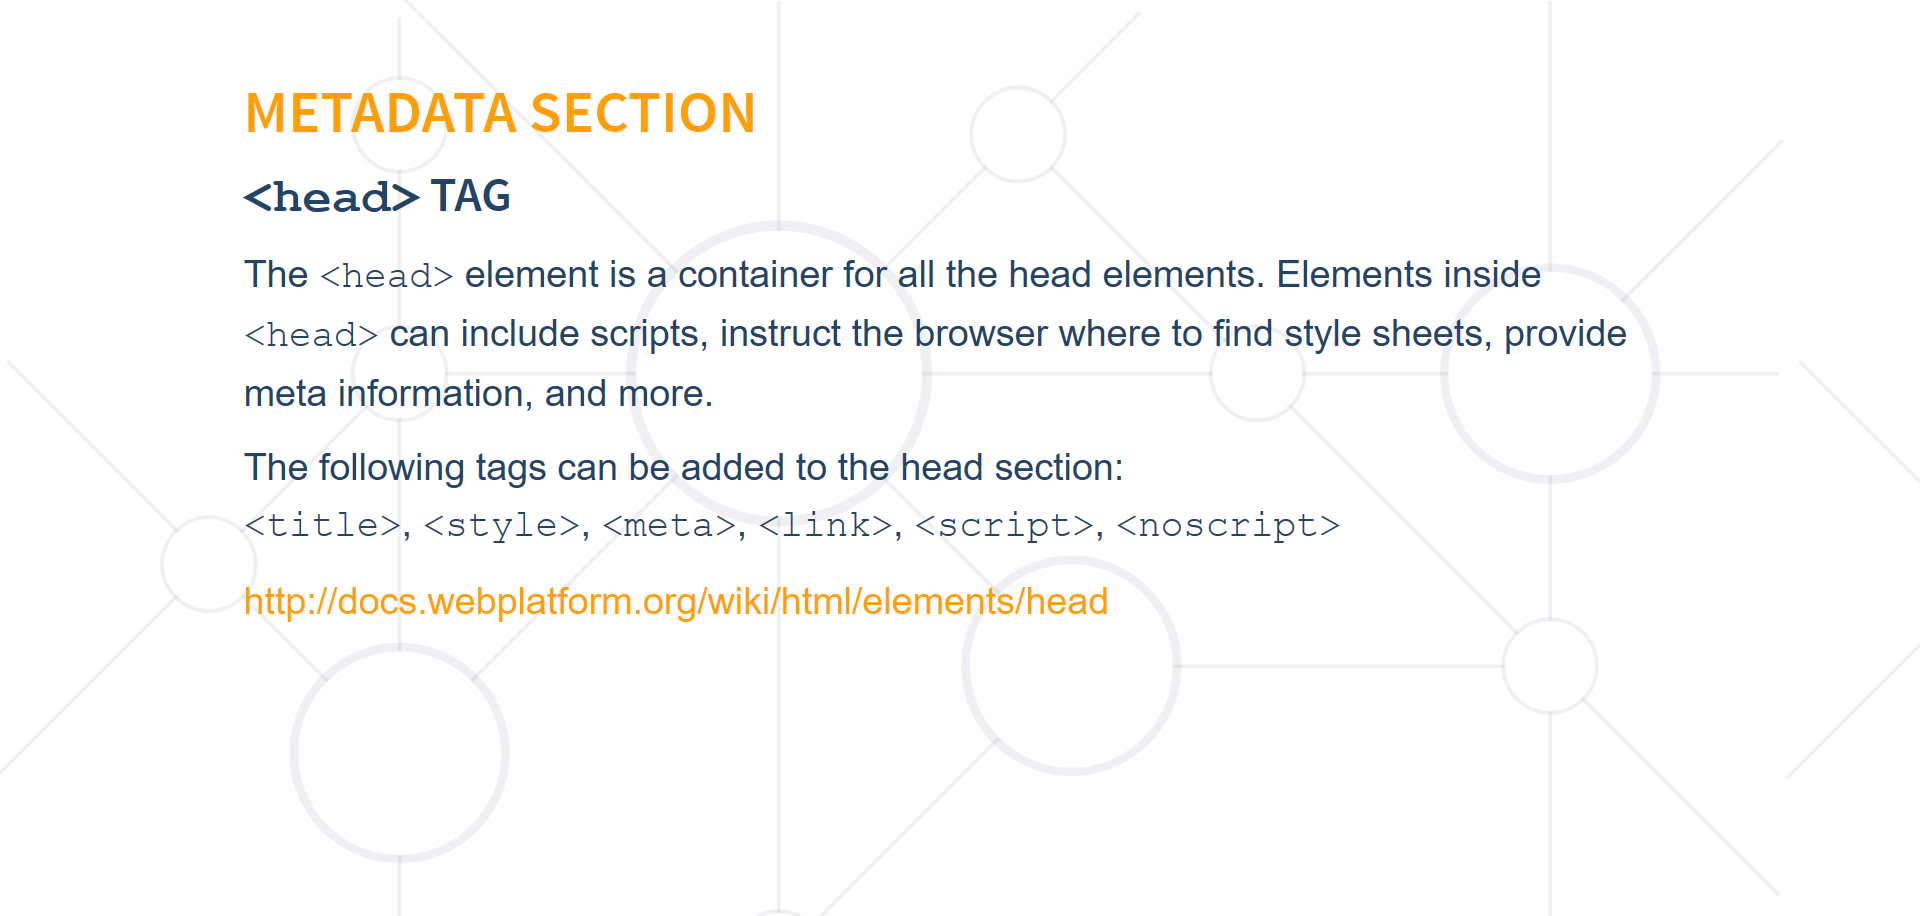 METADATA SECTION
<head> TAG
The <head> element is a container for all the head elements. Elements inside
<head> can include scripts, instruct the browser where to find style sheets, provide
meta information, and more.
The following tags can be added to the head section:
<title>, <style>, <meta>, <link>, <script>, <noscript>
http://docs.webplatform.org/wiki/html/elements/head